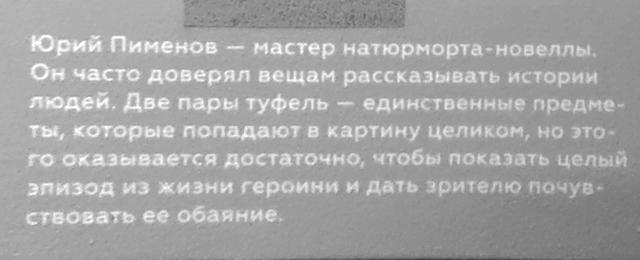 Юрий Пименов — мастер натюрморта-новеллы.
Он часто доверял вещам рассказывать истории
людей. Две пары туфель — единственные предме-
ты, которые попадают в картину целиком, но это-
го оказывается достаточно, чтобы показать целый
эпизод из жизни героини и дать зрителю почув-
ствовать ее обаяние.